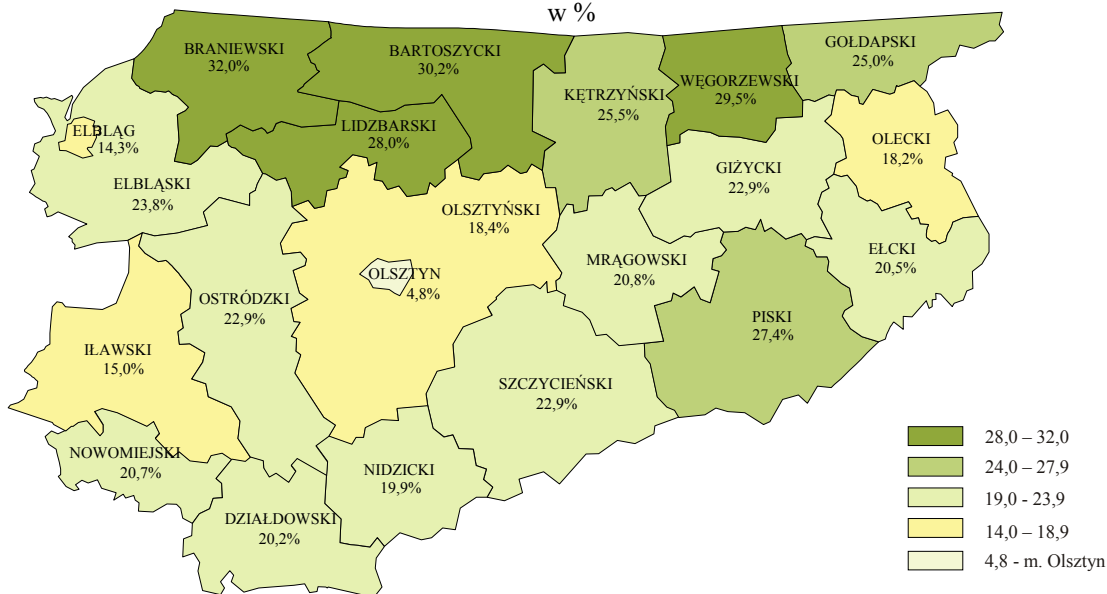 w %
BRANIEWSKI
32,0%
BARTOSZYCKI
30,2%
GOŁDAPSKI
25,0%
KĘTRZYŃSKI
25,5%
WĘGORZEWSKI
29,5%
LIDZBARSKI
28,0%
ELBLĄG
14,3%
OLECKI
18,2%
ELBLĄSKI
23,8%
GIŻYCKI
22,9%
OLSZTYŃSKI
18,4%
EŁCKI
20,5%
MRĄGOWSKI
20,8%
OLSZTYN
4,8%
OSTRÓDZKI
22,9%
PISKI
27,4%
IŁAWSKI
15,0%
SZCZYCIEŃSKI
22,9%
NOWOMIEJSKI
20,7%
NIDZICKI
19,9%
DZIAŁDOWSKI
20,2%
28,0 – 32,0
24,0 – 27,9
19,0 - 23,9
14,0 – 18,9
4,8 - m. Olsztyn